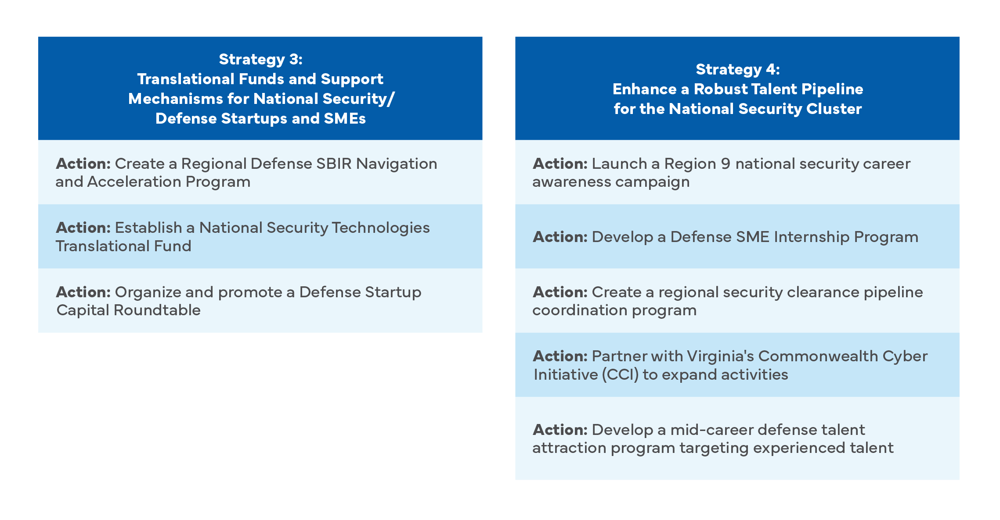 Strategy 3:
Translational Funds and Support
Mechanisms for National Security/
Defense Startups and SMEs
Action: Create a Regional Defense SBIR Navigation
and Acceleration Program
Action: Establish a National Security Technologies
Translational Fund
Action: Organize and promote a Defense Startup
Capital Roundtable
Strategy 4:
Enhance a Robust Talent Pipeline
for the National Security Cluster
Action: Launch a Region 9 national security career
awareness campaign
Action: Develop a Defense SME Internship Program
Action: Create a regional security clearance pipeline
coordination program
Action: Partner with Virginia's Commonwealth Cyber
Initiative (CCI) to expand activities
Action: Develop a mid-career defense talent
attraction program targeting experienced talent